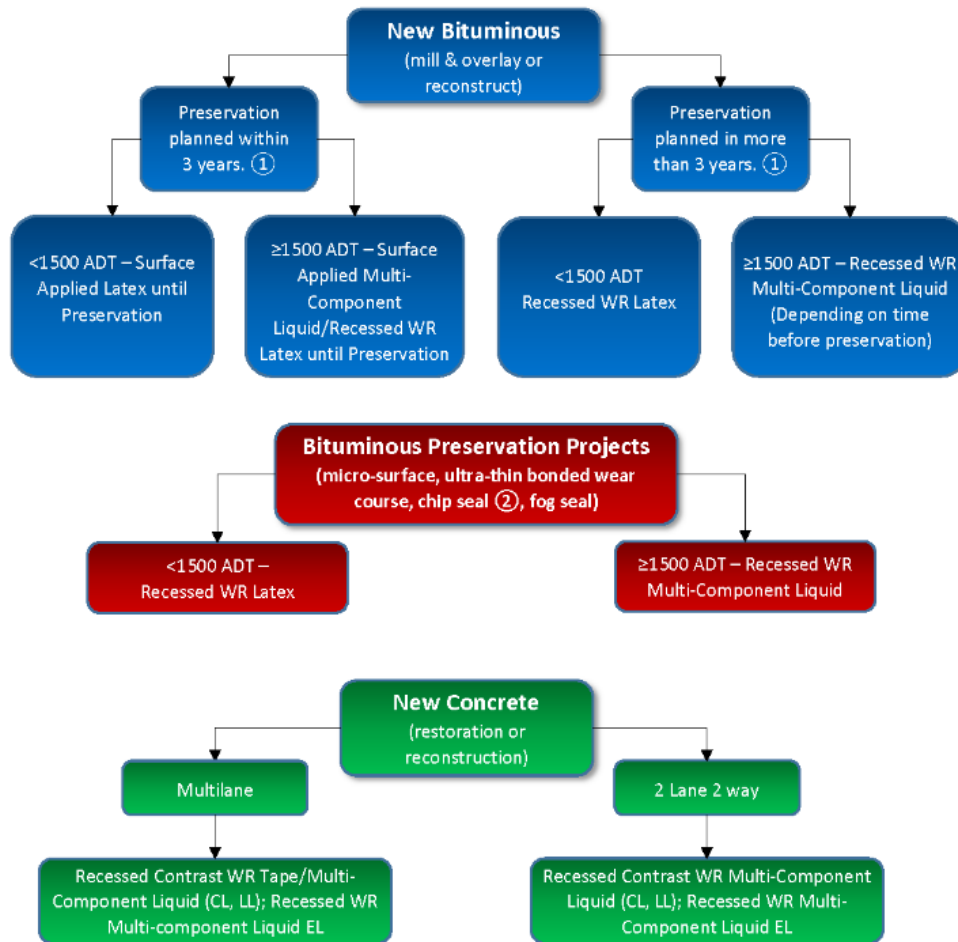 New Bituminous
(mill & overlay or
reconstruct)
Preservation
planned within
3 years. ①
Preservation
planned in more
than 3 years. ①
<1500 ADT – Surface
Applied Latex until
Preservation
≥1500 ADT – Surface
Applied Multi-
Component
Liquid/Recessed WR
Latex until Preservation
<1500 ADT
Recessed WR Latex
≥1500 ADT – Recessed WR
Multi-Component Liquid
(Depending on time
before preservation)
Bituminous Preservation Projects
(micro-surface, ultra-thin bonded wear
course, chip seal ②, fog seal)
<1500 ADT –
Recessed WR Latex
≥1500 ADT – Recessed WR
Multi-Component Liquid
New Concrete
(restoration or
reconstruction)
Multilane
2 Lane 2 way
Recessed Contrast WR Tape/Multi-
Component Liquid (CL, LL); Recessed WR
Multi-component Liquid EL
Recessed Contrast WR Multi-Component
Liquid (CL, LL); Recessed WR Multi-
Component Liquid EL